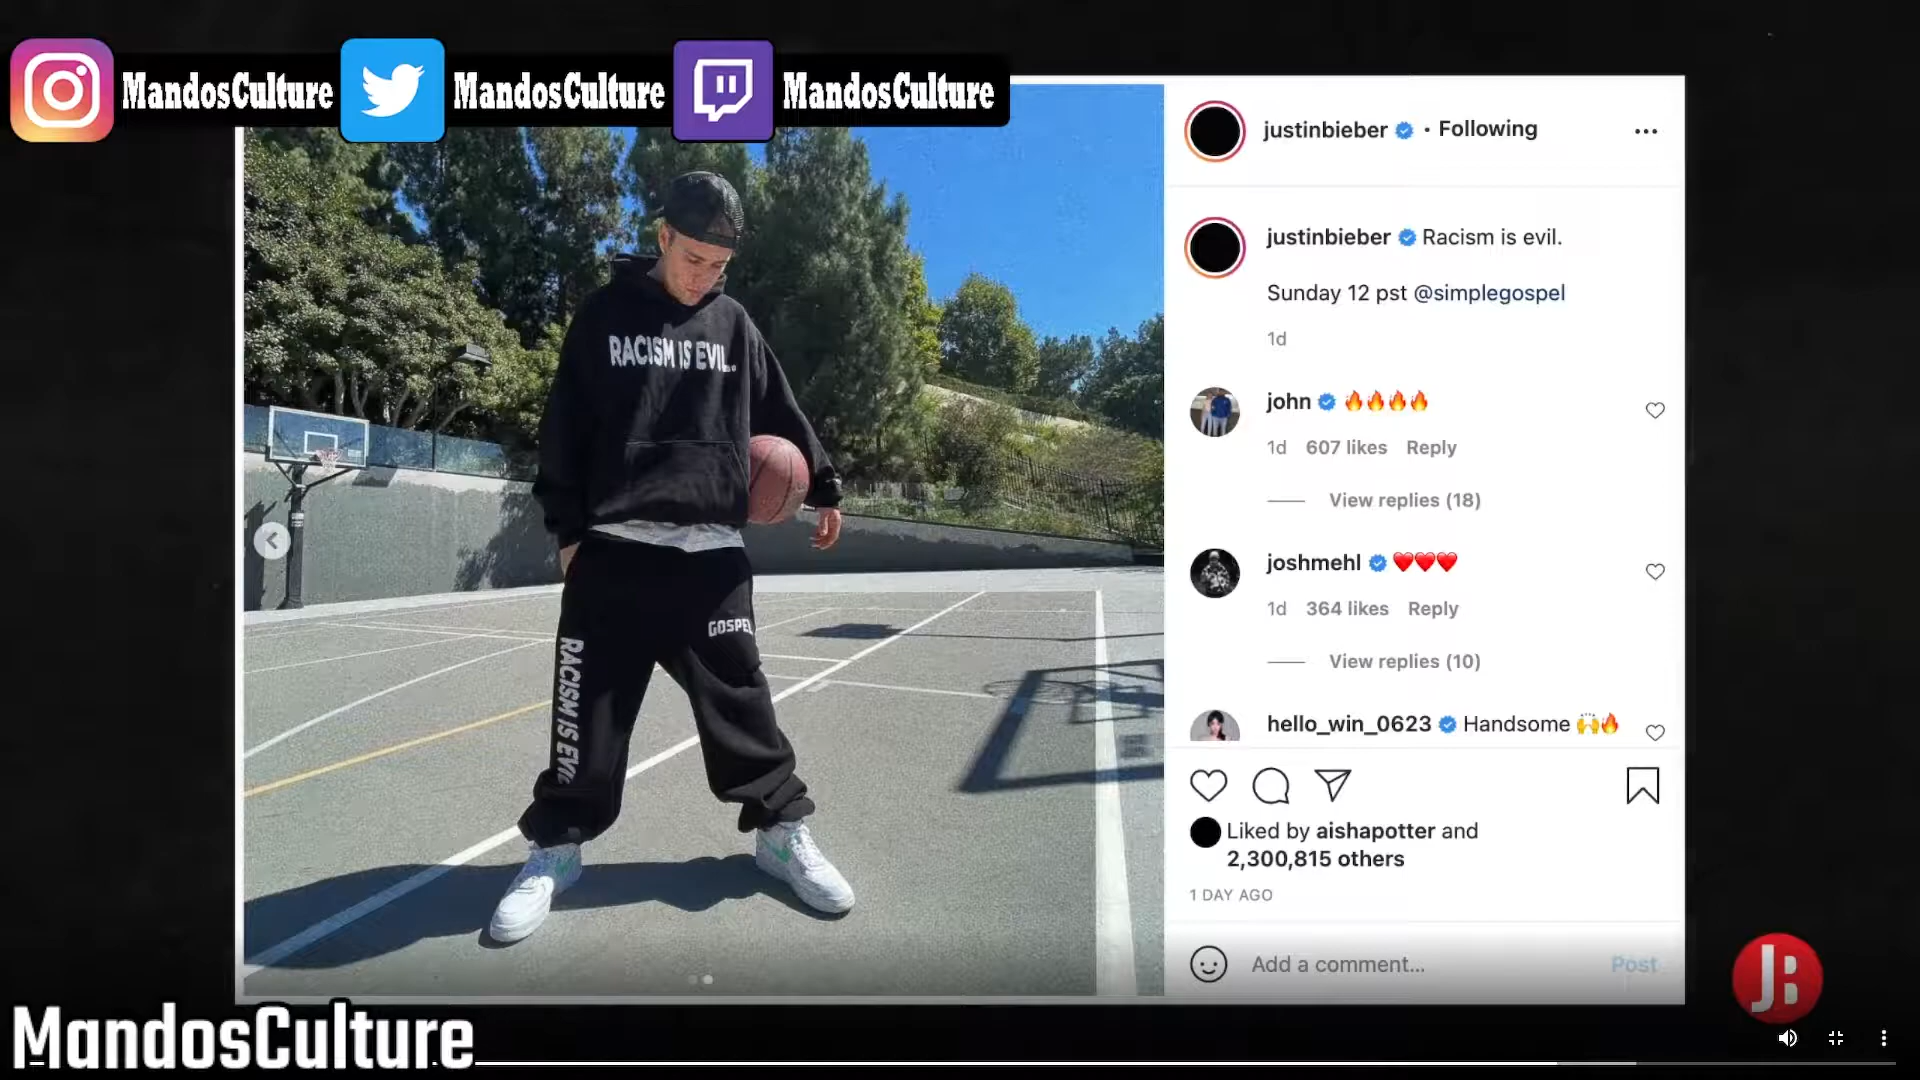 MandosCulture MandosCulture MandosCulture
justinbieber • Following
justinbieber Racism is evil.
Sunday 12 pst @simplegospel
1d
john 🔥🔥🔥🔥
1d 607 likes Reply
View replies (18)
joshmehl ❤️❤️❤️
1d 364 likes Reply
View replies (10)
hello_win_0623 Handsome 🙌🔥
Liked by aishapotter and
2,300,815 others
1 DAY AGO
Add a comment... Post
RACISM IS EVIL.
GOSPEL
RACISM IS EVIL
JB
MandosCulture